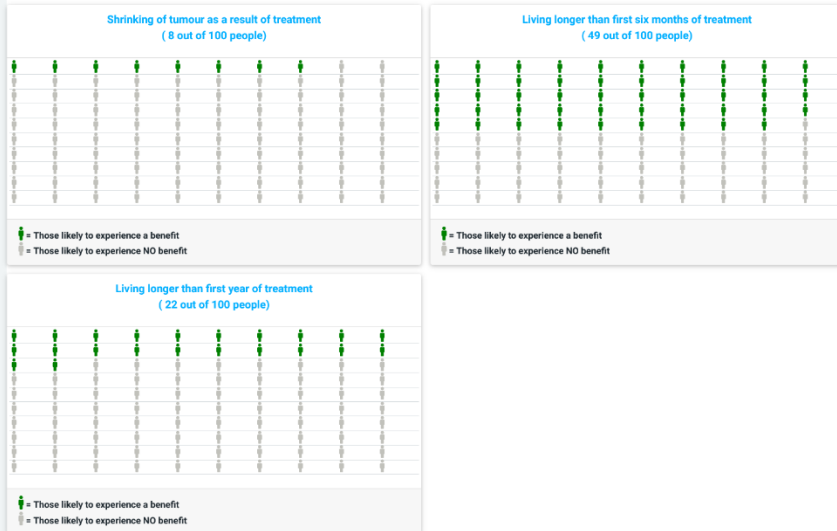 Shrinking of tumour as a result of treatment
( 8 out of 100 people)
= Those likely to experience a benefit
= Those likely to experience NO benefit
Living longer than first six months of treatment
( 49 out of 100 people)
= Those likely to experience a benefit
= Those likely to experience NO benefit
Living longer than first year of treatment
( 22 out of 100 people)
= Those likely to experience a benefit
= Those likely to experience NO benefit